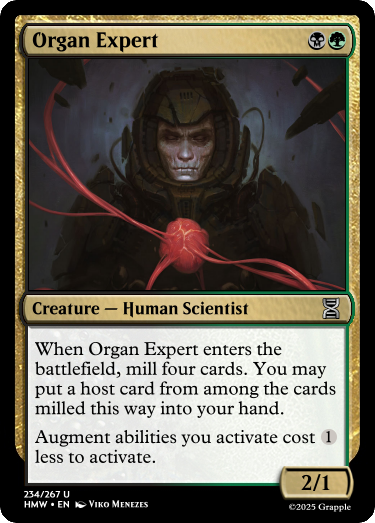 Organ Expert
Creature — Human Scientist
When Organ Expert enters the
battlefield, mill four cards. You may
put a host card from among the cards
milled this way into your hand.
Augment abilities you activate cost 1
less to activate.
2/1
234/267 U
HMW • EN Viko Menezes
©2025 Grapple